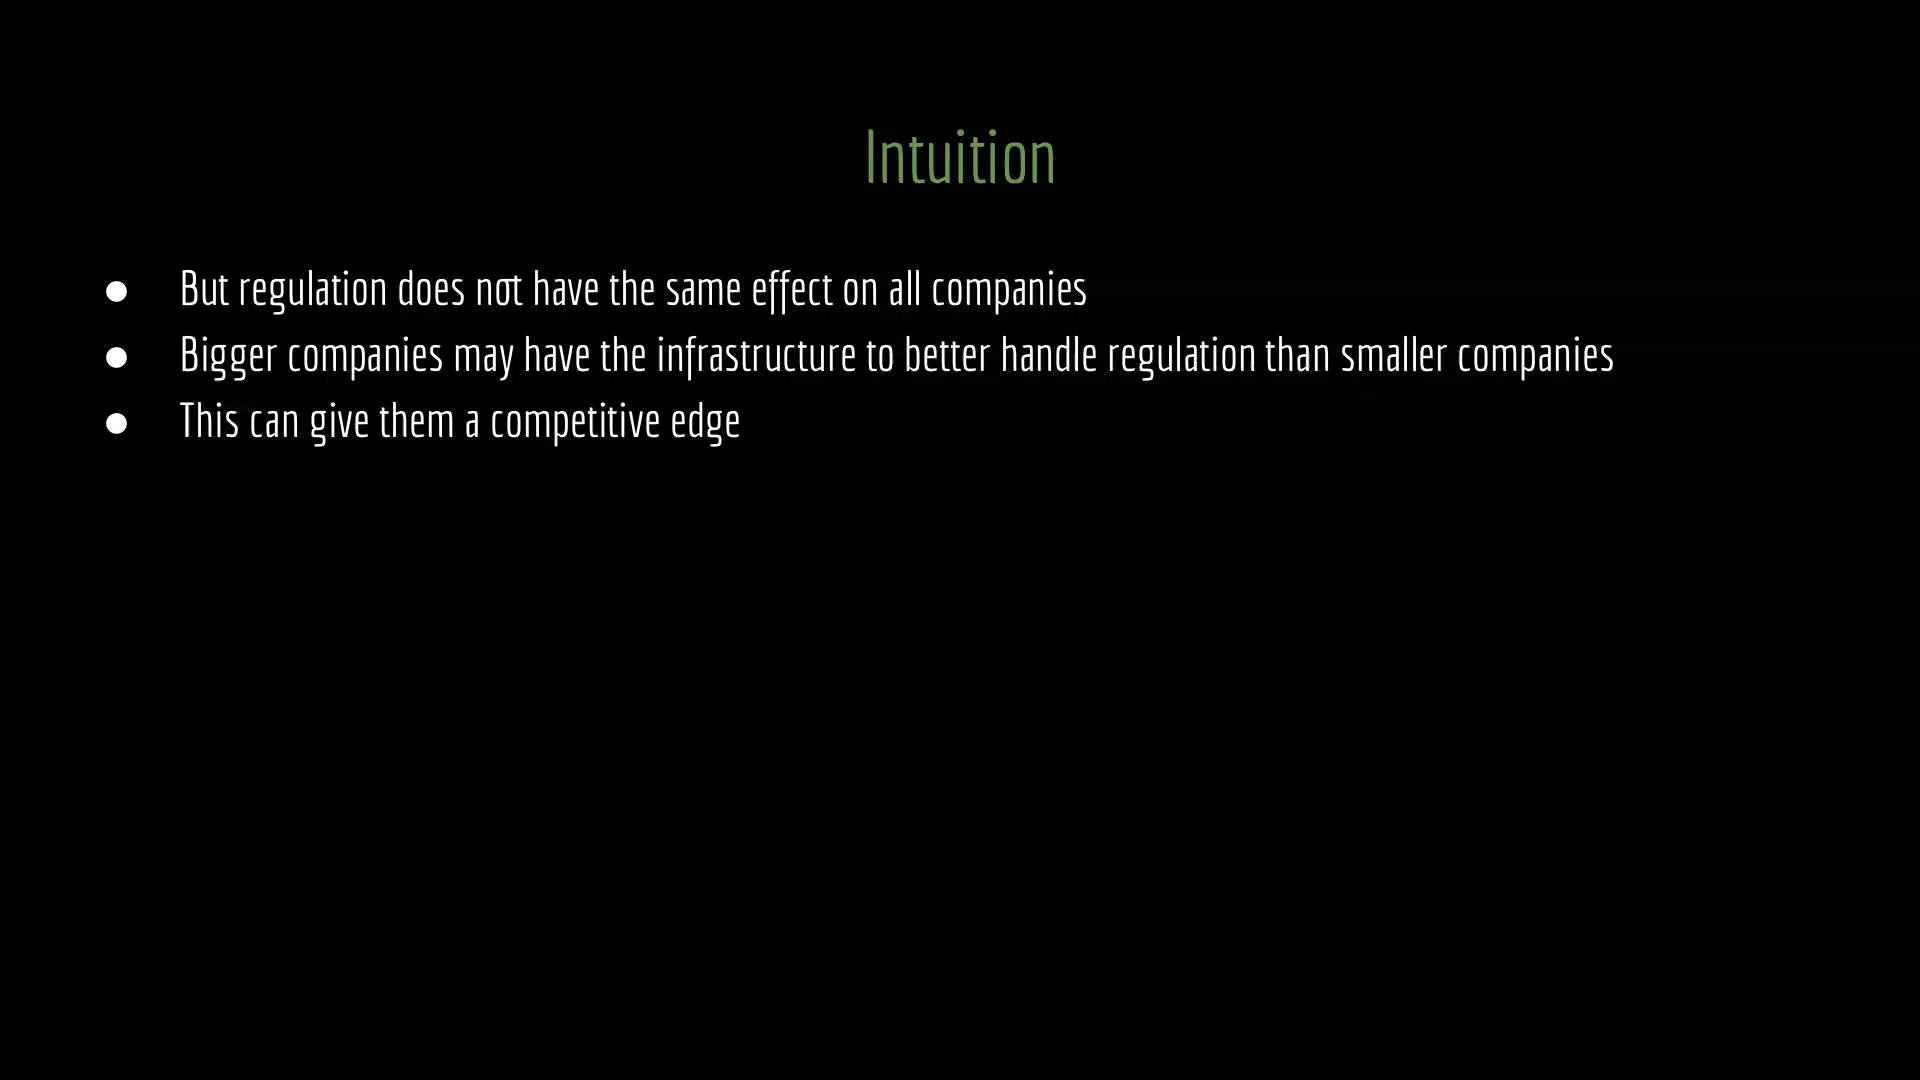 Intuition
● But regulation does not have the same effect on all companies
● Bigger companies may have the infrastructure to better handle regulation than smaller companies
● This can give them a competitive edge